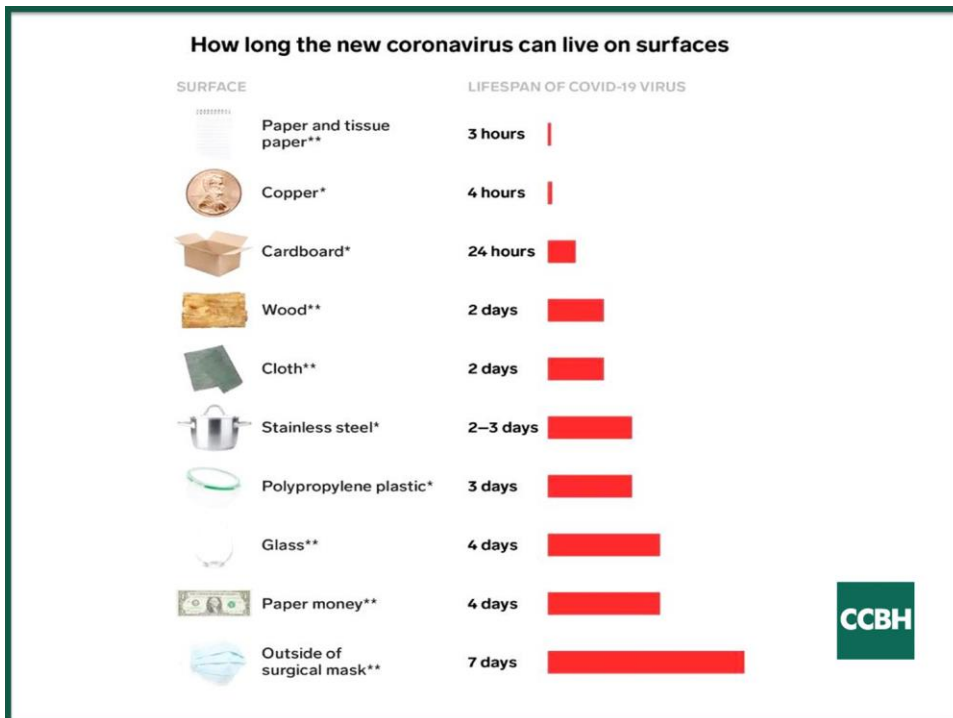 How long the new coronavirus can live on surfaces
SURFACE LIFESPAN OF COVID-19 VIRUS
Paper and tissue
paper** 3 hours
Copper* 4 hours
Cardboard* 24 hours
Wood** 2 days
Cloth** 2 days
Stainless steel* 2–3 days
Polypropylene plastic* 3 days
Glass** 4 days
Paper money** 4 days
Outside of
surgical mask** 7 days
CCBH